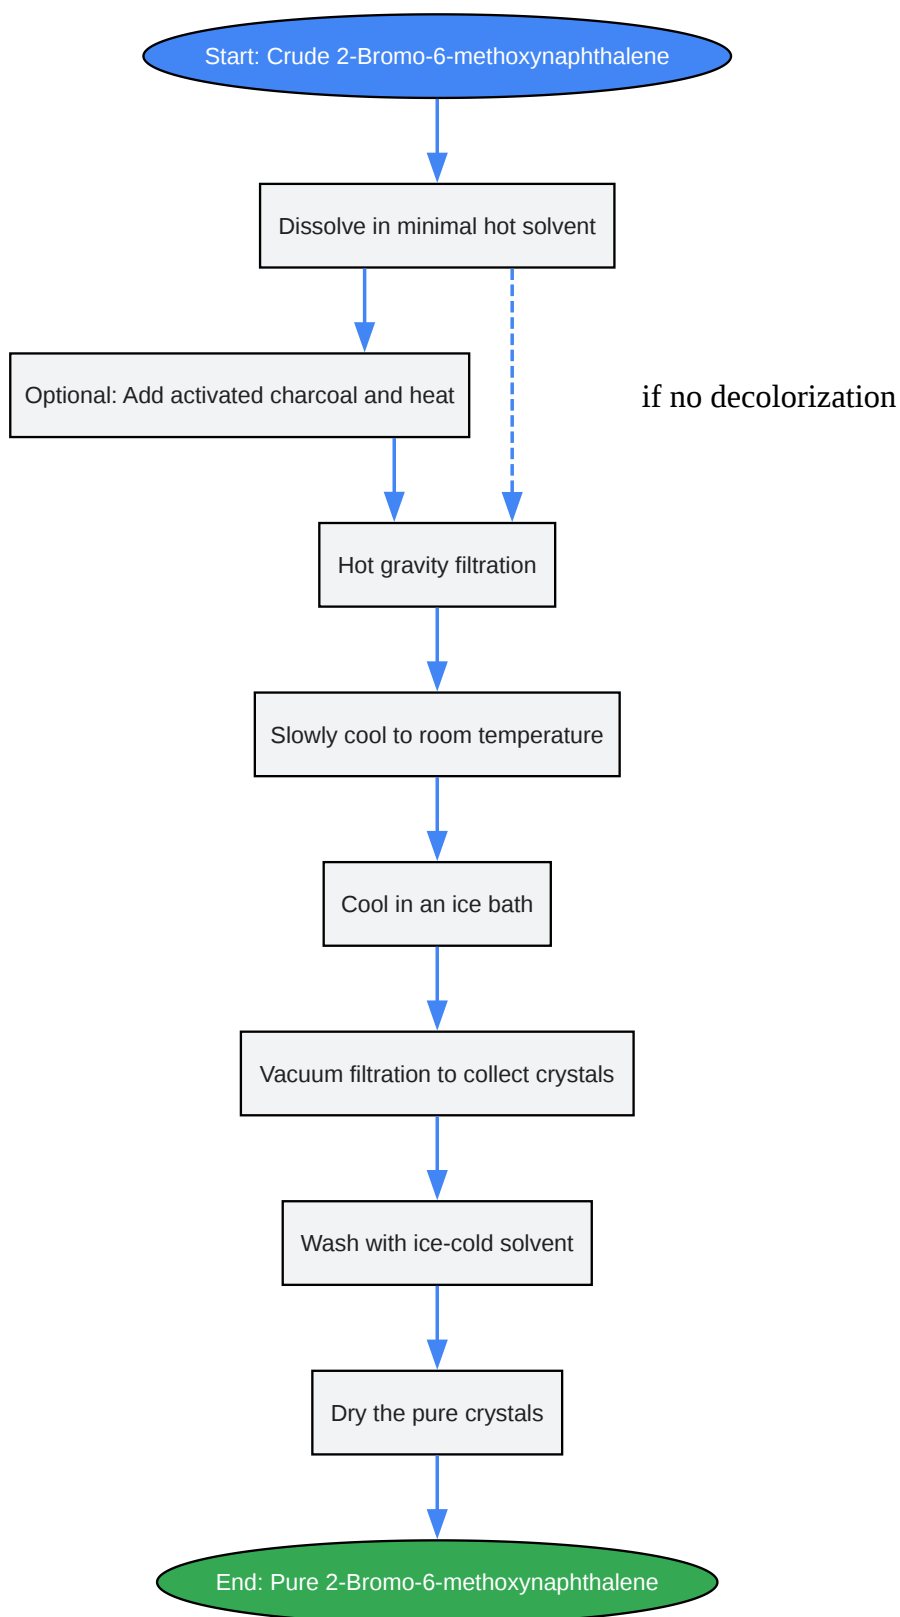 Start: Crude 2-Bromo-6-methoxynaphthalene
Dissolve in minimal hot solvent
Optional: Add activated charcoal and heat
if no decolorization
Hot gravity filtration
Slowly cool to room temperature
Cool in an ice bath
Vacuum filtration to collect crystals
Wash with ice-cold solvent
Dry the pure crystals
End: Pure 2-Bromo-6-methoxynaphthalene